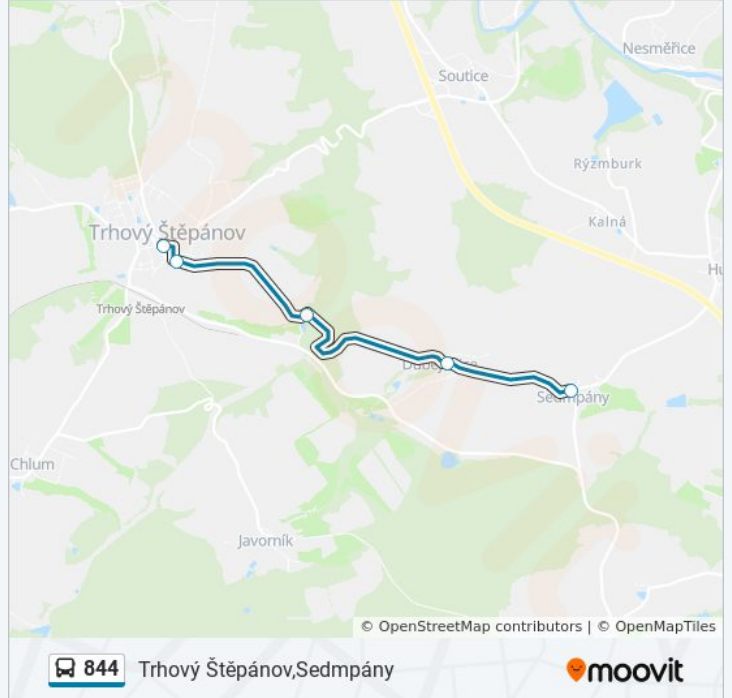 Nesměřice
Soutice
Rýzmburk
Kalná
Trhový Štěpánov
Hu
Trhový Štěpánov
Sedmpány
Chlum
Javorník
© OpenStreetMap contributors | © OpenMapTiles
844 Trhový Štěpánov,Sedmpány
moovit